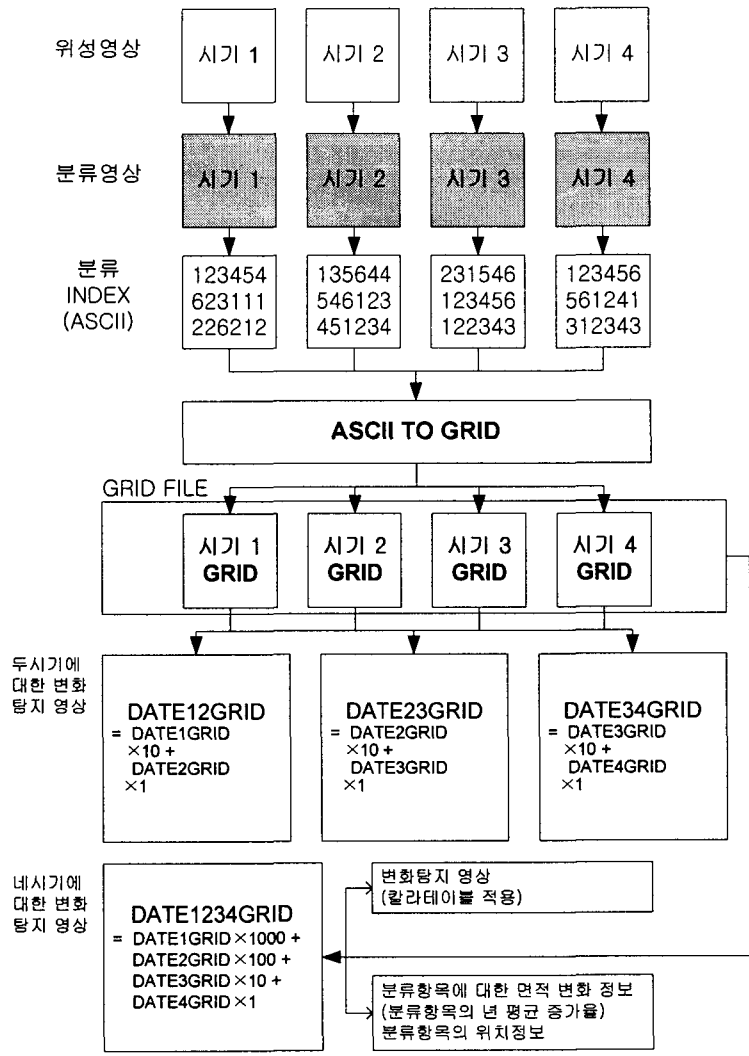 위성영상
시기 1
시기 2
시기 3
시기 4
분류영상
시기 1
시기 2
시기 3
시기 4
분류
INDEX
(ASCII)
123454
623111
226212
135644
546123
451234
231546
123456
122343
123456
561241
312343
ASCII TO GRID
GRID FILE
시기 1
GRID
시기 2
GRID
시기 3
GRID
시기 4
GRID
두시기에
대한 변화
탐지 영상
DATE12GRID
= DATE1GRID
×10 +
DATE2GRID
×1
DATE23GRID
= DATE2GRID
×10 +
DATE3GRID
×1
DATE34GRID
= DATE3GRID
×10 +
DATE4GRID
×1
네시기에
대한 변화
탐지 영상
DATE1234GRID
= DATE1GRID×1000 +
DATE2GRID×100 +
DATE3GRID×10 +
DATE4GRID×1
변화탐지 영상
(칼라테이블 적용)
분류항목에 대한 면적 변화 정보
(분류항목의 년 평균 증가율)
분류항목의 위치정보